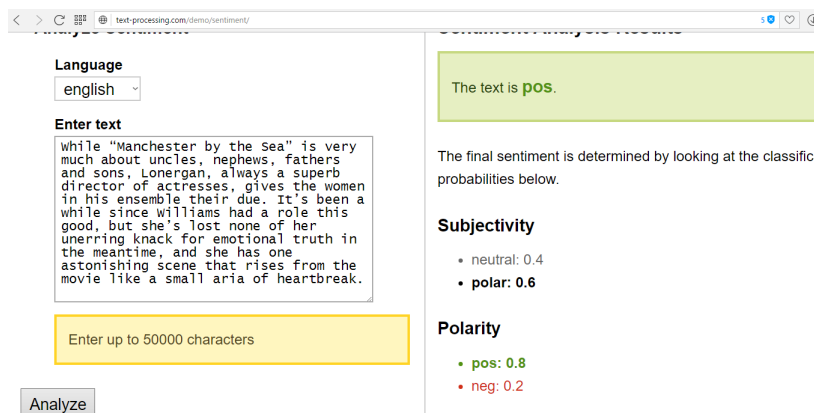 text-processing.com/demo/sentiment/
5
Analyze Sentiment
Language
english
Enter text
While “Manchester by the Sea” is very
much about uncles, nephews, fathers
and sons, Lonergan, always a superb
director of actresses, gives the women
in his ensemble their due. It’s been a
while since Williams had a role this
good, but she’s lost none of her
unerring knack for emotional truth in
the meantime, and she has one
astonishing scene that rises from the
movie like a small aria of heartbreak.
Enter up to 50000 characters
Analyze
Sentiment Analysis Results
The text is pos.
The final sentiment is determined by looking at the classific
probabilities below.
Subjectivity
• neutral: 0.4
• polar: 0.6
Polarity
• pos: 0.8
• neg: 0.2